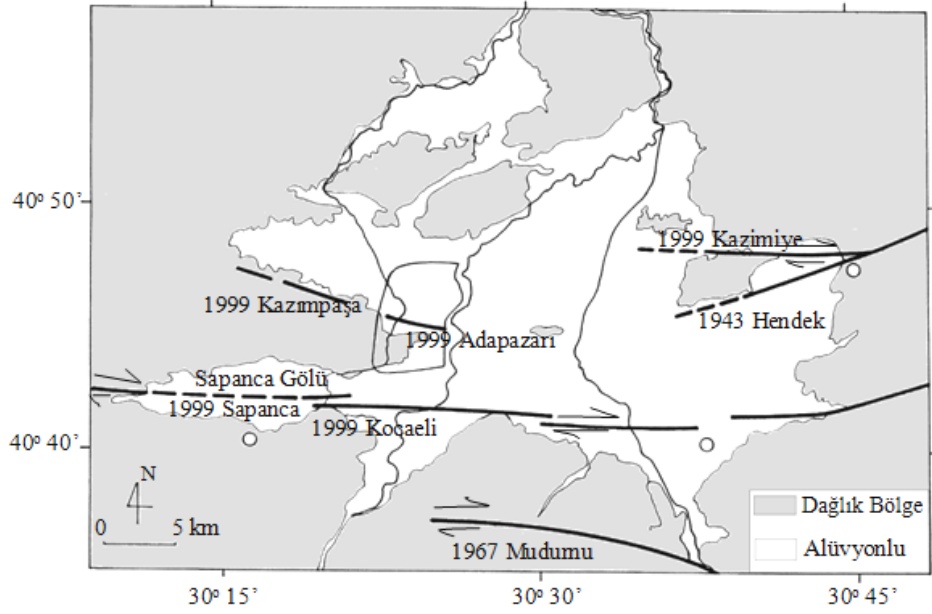 40° 50'
1999 Kazimiye
1999 Kazımpaşa
1943 Hendek
1999 Adapazarı
Sapanca Gölü
1999 Sapanca
1999 Kocaeli
40° 40'
N
0 5 km
1967 Mudumu
Dağlık Bölge
Alüvyonlu
30° 15' 30° 30' 30° 45'